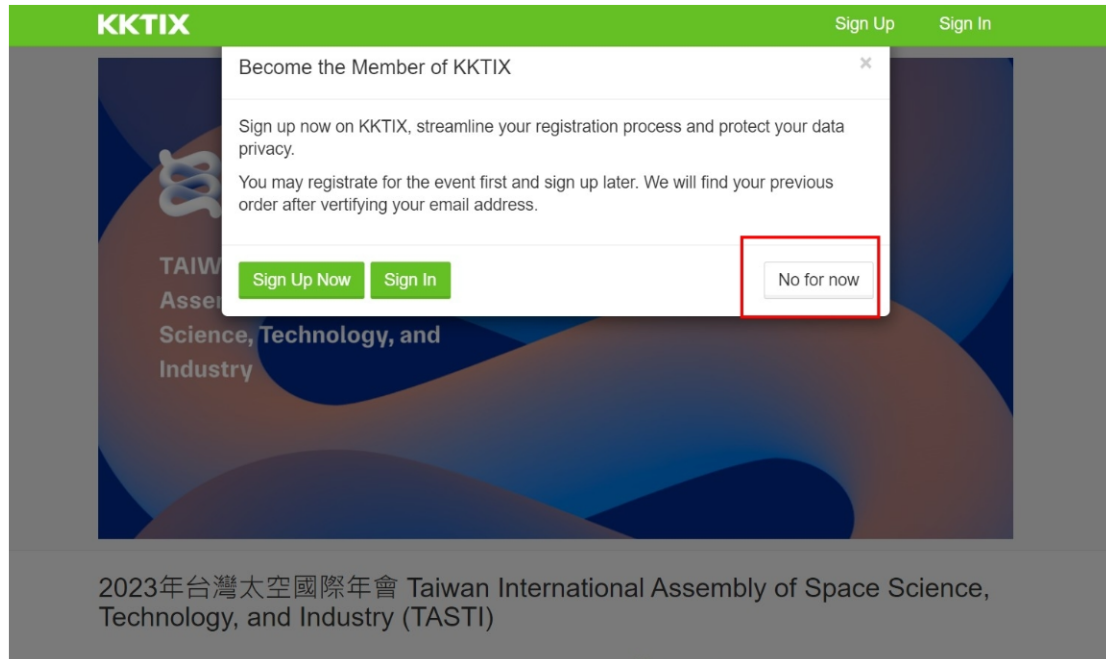 KKTIX
Sign Up
Sign In
Become the Member of KKTIX
×
Sign up now on KKTIX, streamline your registration process and protect your data
privacy.
You may registrate for the event first and sign up later. We will find your previous
order after vertifying your email address.
Sign Up Now
Sign In
No for now
TAIW
Asse
Science, Technology, and
Industry
2023年台灣太空國際年會 Taiwan International Assembly of Space Science,
Technology, and Industry (TASTI)